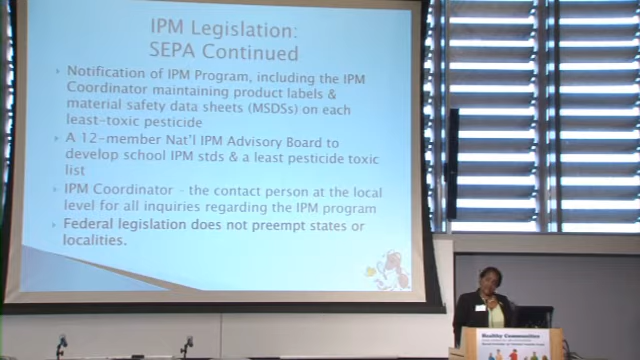 IPM Legislation:
SEPA Continued
Notification of IPM Program, including the IPM
Coordinator maintaining product labels &
material safety data sheets (MSDSs) on each
least-toxic pesticide
A 12-member Nat'l IPM Advisory Board to
develop school IPM stds & a least pesticide toxic
list
IPM Coordinator - the contact person at the local
level for all inquiries regarding the IPM program
Federal legislation does not preempt states or
localities.
Healthy Communities